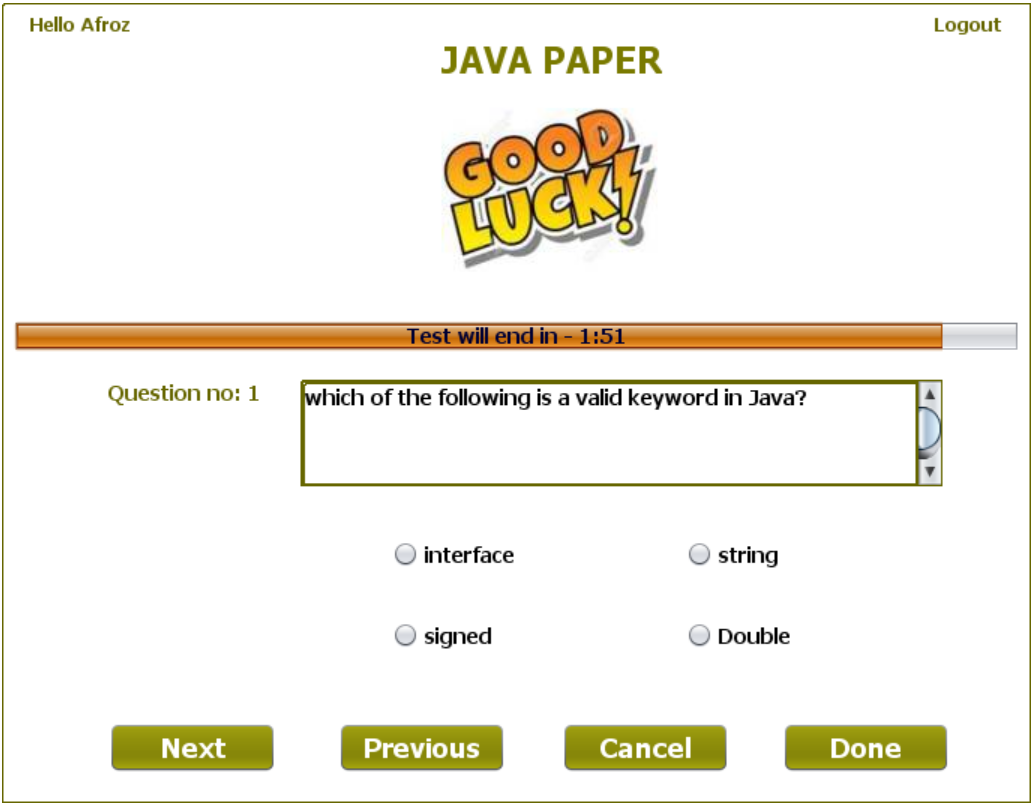 Hello Afroz
Logout
JAVA PAPER
GOOD
LUCK!
Test will end in - 1:51
Question no: 1
which of the following is a valid keyword in Java?
interface
string
signed
Double
Next
Previous
Cancel
Done